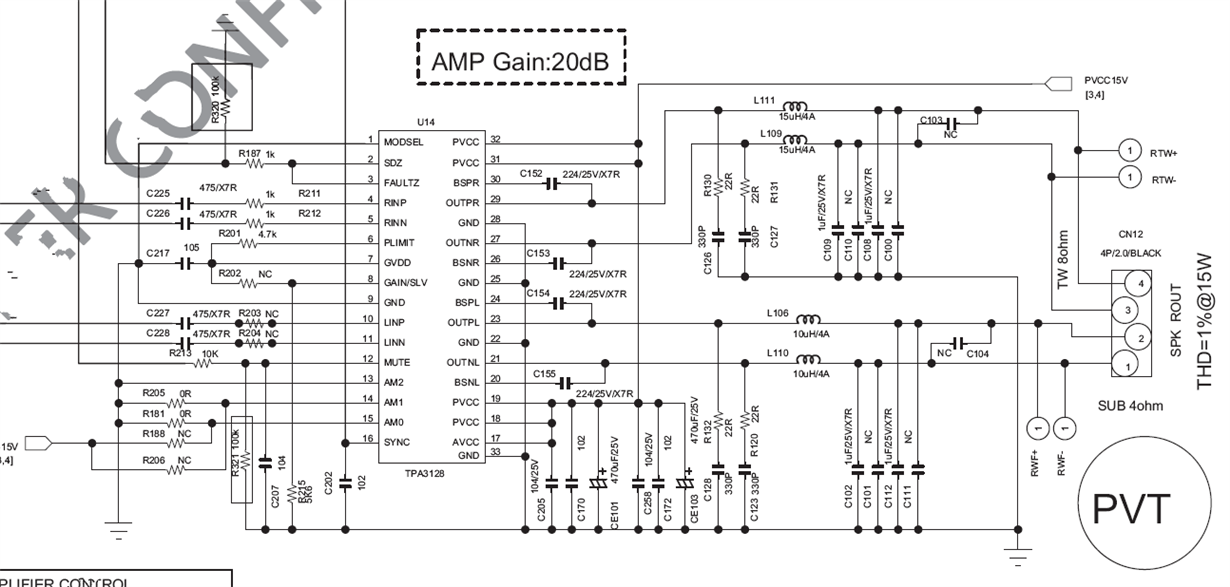 ER CONFI
AMP Gain:20dB
PVCC15V
[3,4]
R320 100k
U14
L111
15uH/4A
L109
15uH/4A
C103
NC
RTW+
1
RTW-
1
1 MODSEL PVCC 32
2 SDZ PVCC 31
3 FAULTZ BSPR 30
4 RINP OUTPR 29
5 RINN GND 28
6 PLIMIT OUTNR 27
7 GVDD BSNR 26
8 GAIN/SLV GND 25
9 GND BSPL 24
10 LINP OUTPL 23
11 LINN GND 22
12 MUTE OUTNL 21
13 AM2 BSNL 20
14 AM1 PVCC 19
15 AM0 PVCC 18
16 SYNC AVCC 17
GND 33
TPA3128
R187 1k
C225 475/X7R 1k R211
C226 475/X7R 1k R212
R201 4.7k
C217 105
R202 NC
C227 475/X7R R203 NC
C228 475/X7R R204 NC
R213 10K
R205 0R
R181 0R
R188 NC
R206 NC
15V
3,4]
R321 100k
104
C207
R215
5K6
C202
102
C152 224/25V/X7R
C153
224/25V/X7R
C154 224/25V/X7R
C155
224/25V/X7R
R130
22R
R131
22R
330P
C126
330P
C127
1uF/25V/X7R
C109
NC
C110
1uF/25V/X7R
C108
NC
C100
L106
10uH/4A
L110
10uH/4A
NC
C104
TW 8ohm
CN12
4P/2.0/BLACK
4
3
2
1
SPK ROUT
THD=1%@15W
SUB 4ohm
1
RWF+
1
RWF-
104/25V
C205
102
C170
470uF/25V
CE101
104/25V
C258
102
C172
470uF/25V
CE103
R132
22R
C128
330P
R120
22R
C123 330P
1uF/25V/X7R
C102
NC
C101
1uF/25V/X7R
C112
NC
C111
PVT
PLIFIER CONTROL